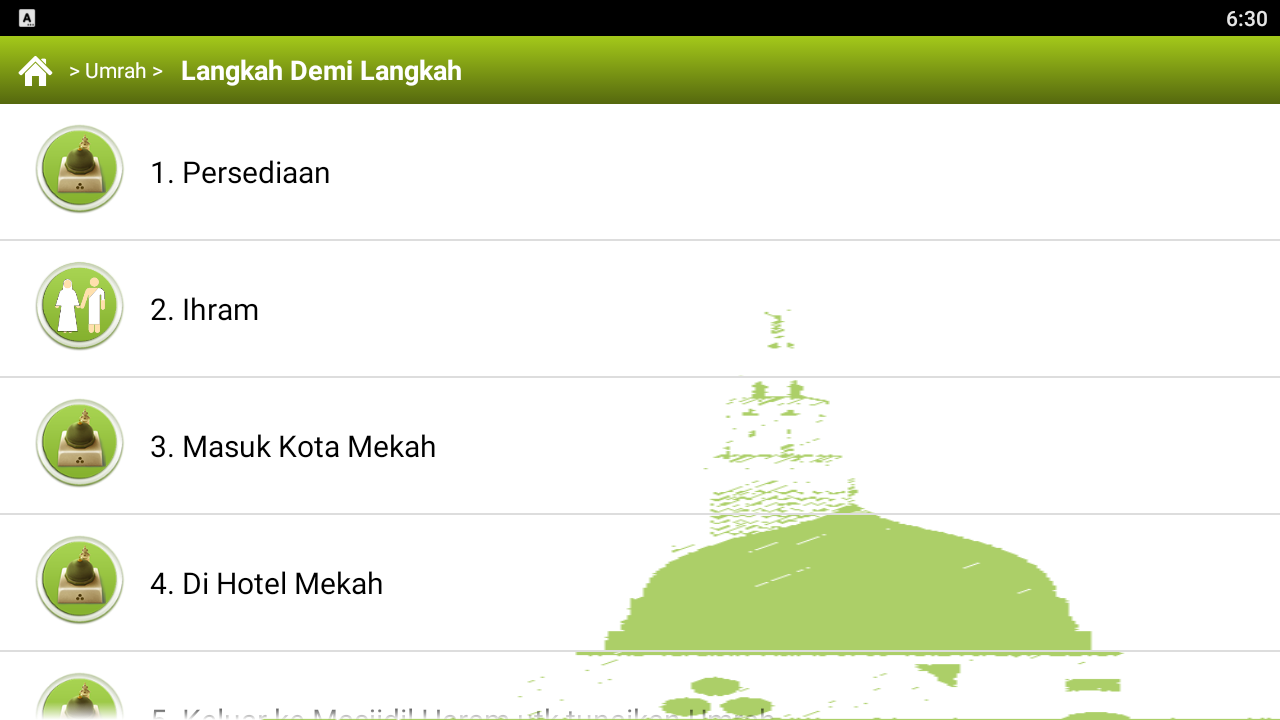 6:30
> Umrah > Langkah Demi Langkah
1. Persediaan
2. Ihram
3. Masuk Kota Mekah
4. Di Hotel Mekah
5. Keluar ke Masjidil Haram utk tunaikan Umrah